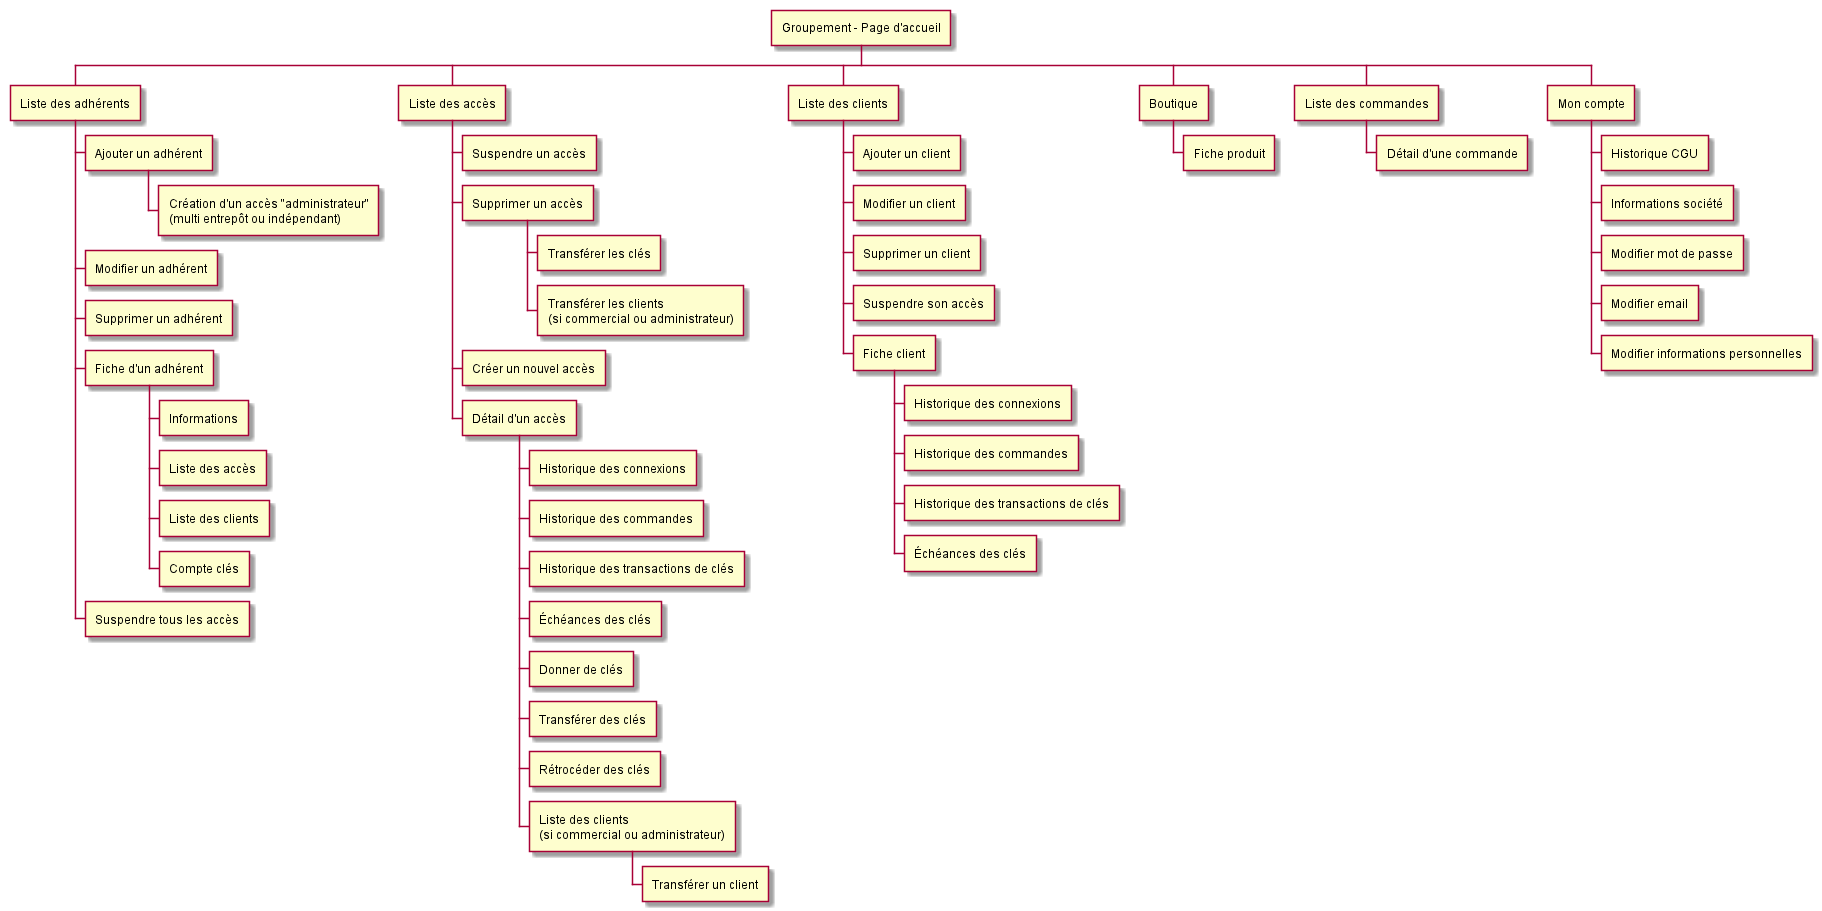 Groupement - Page d'accueil
Liste des adhérents
Ajouter un adhérent
Création d'un accès "administrateur"
(multi entrepôt ou indépendant)
Modifier un adhérent
Supprimer un adhérent
Fiche d'un adhérent
Informations
Liste des accès
Liste des clients
Compte clés
Suspendre tous les accès
Liste des accès
Suspendre un accès
Supprimer un accès
Transférer les clés
Transférer les clients
(si commercial ou administrateur)
Créer un nouvel accès
Détail d'un accès
Historique des connexions
Historique des commandes
Historique des transactions de clés
Échéances des clés
Donner de clés
Transférer des clés
Rétrocéder des clés
Liste des clients
(si commercial ou administrateur)
Transférer un client
Liste des clients
Ajouter un client
Modifier un client
Supprimer un client
Suspendre son accès
Fiche client
Historique des connexions
Historique des commandes
Historique des transactions de clés
Échéances des clés
Boutique
Fiche produit
Liste des commandes
Détail d'une commande
Mon compte
Historique CGU
Informations société
Modifier mot de passe
Modifier email
Modifier informations personnelles